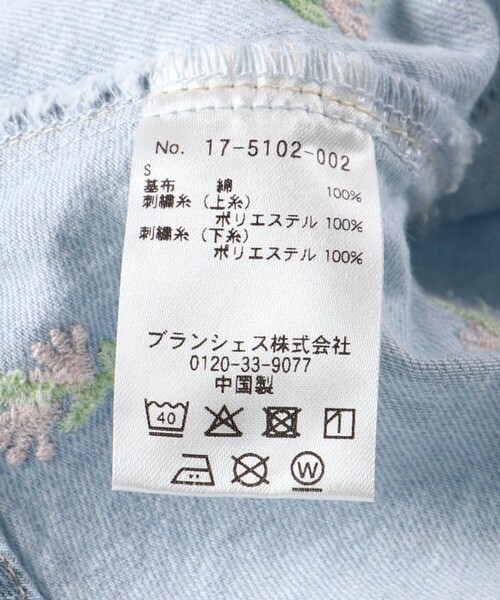 No. 17-5102-002
S
基布 綿 100%
刺繍糸（上糸）
ポリエステル 100%
刺繍糸（下糸）
ポリエステル 100%
ブランシェス株式会社
0120-33-9077
中国製
40
W